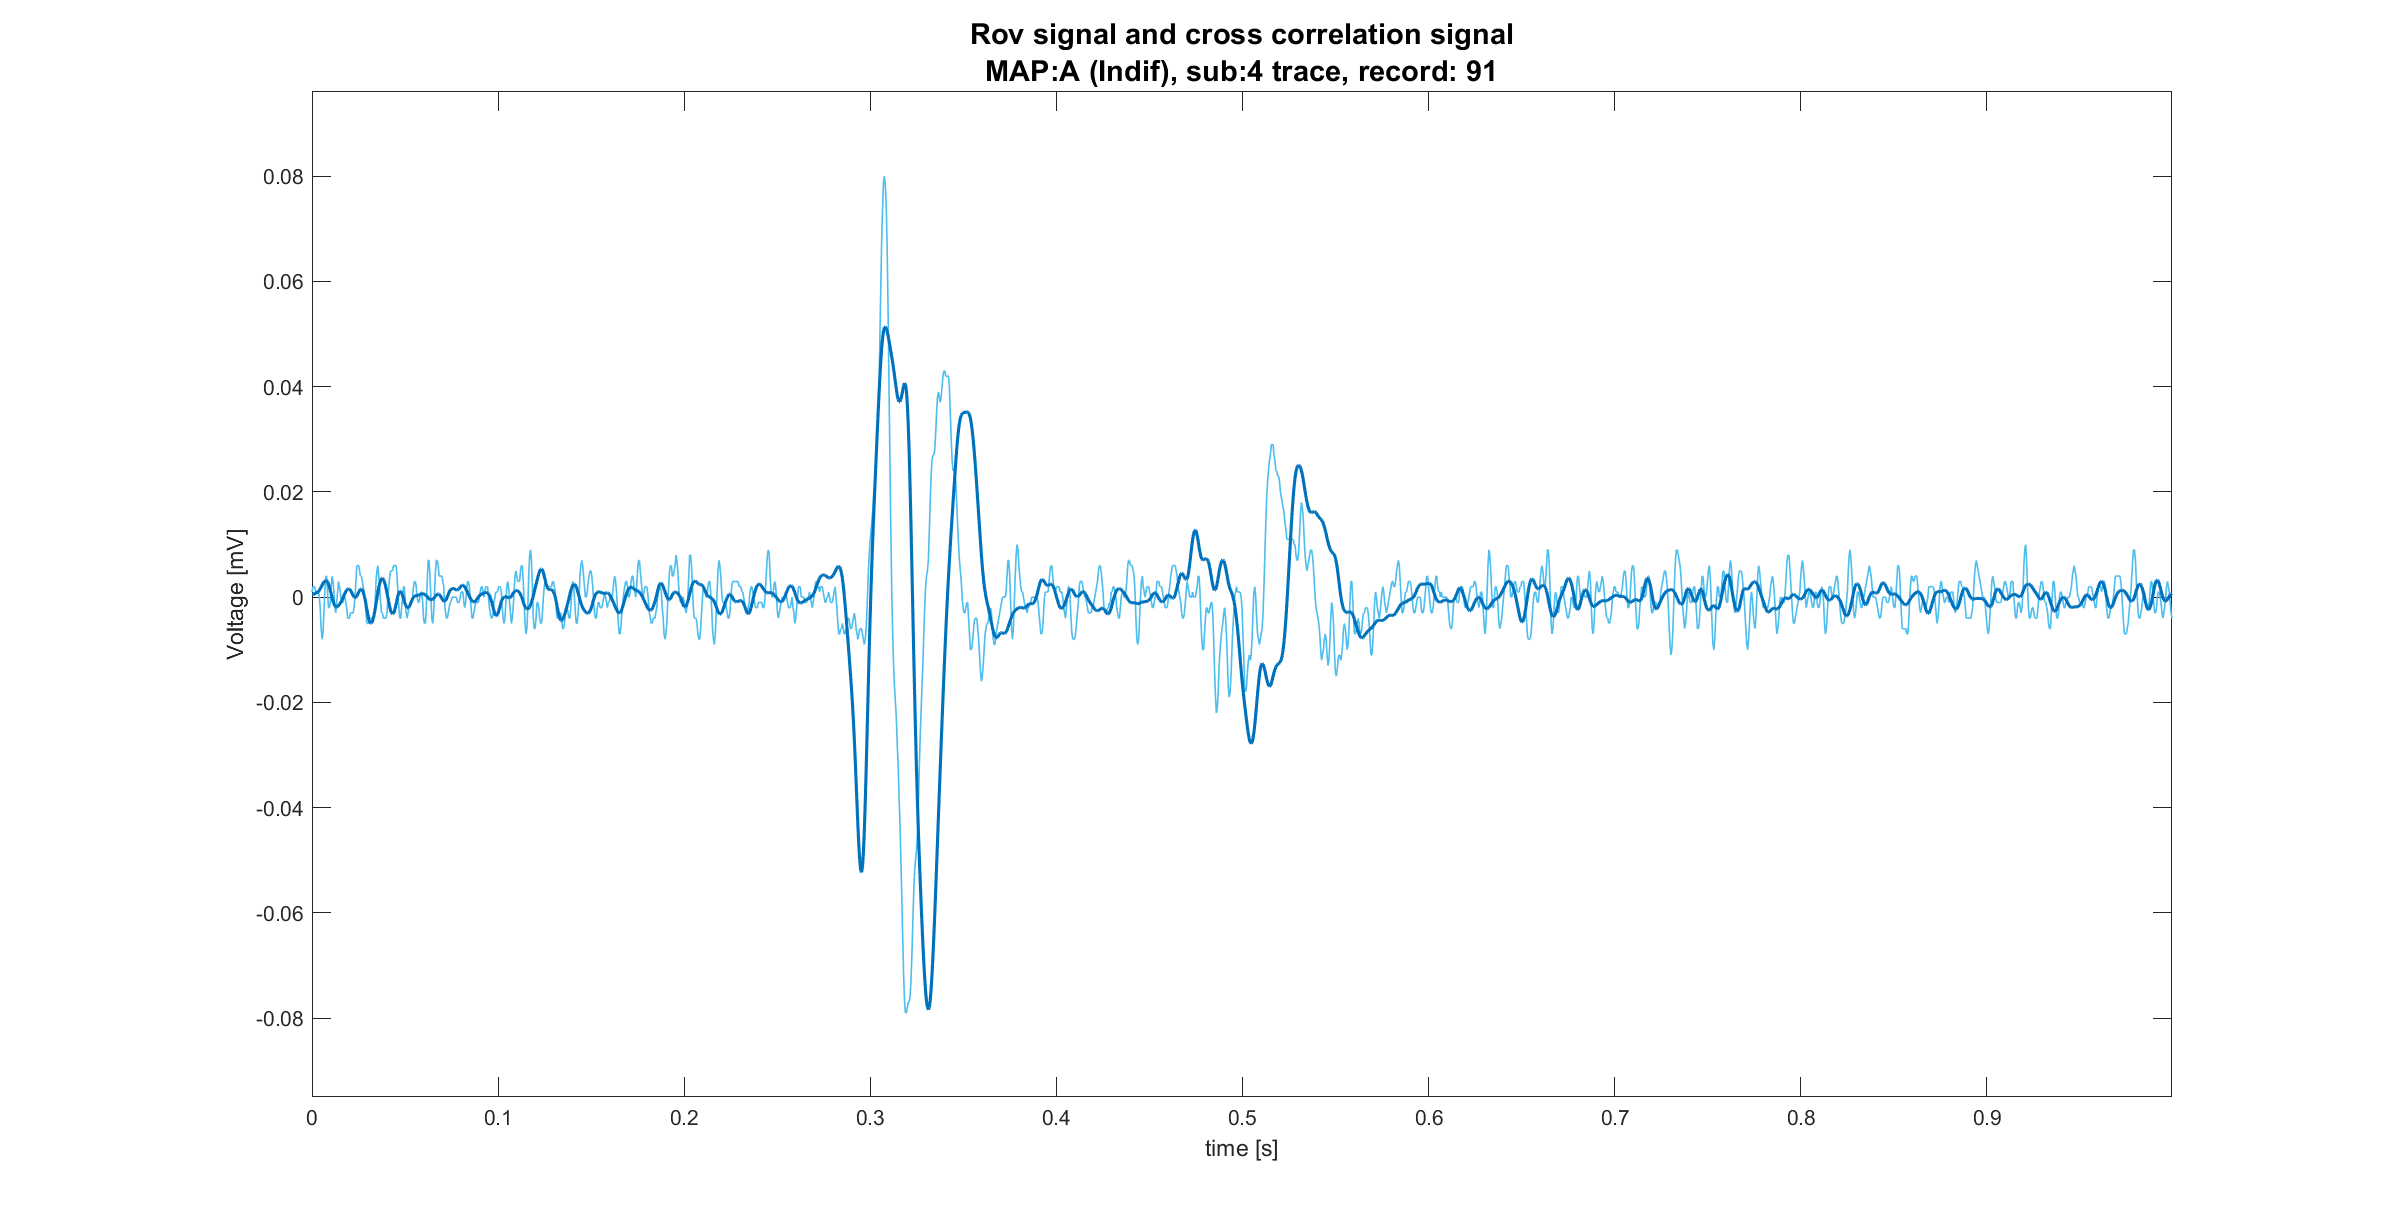 Rov signal and cross correlation signal
MAP:A (Indif), sub:4 trace, record: 91
Voltage [mV]
0.08
0.06
0.04
0.02
0
-0.02
-0.04
-0.06
-0.08
0 0.1 0.2 0.3 0.4 0.5 0.6 0.7 0.8 0.9
time [s]